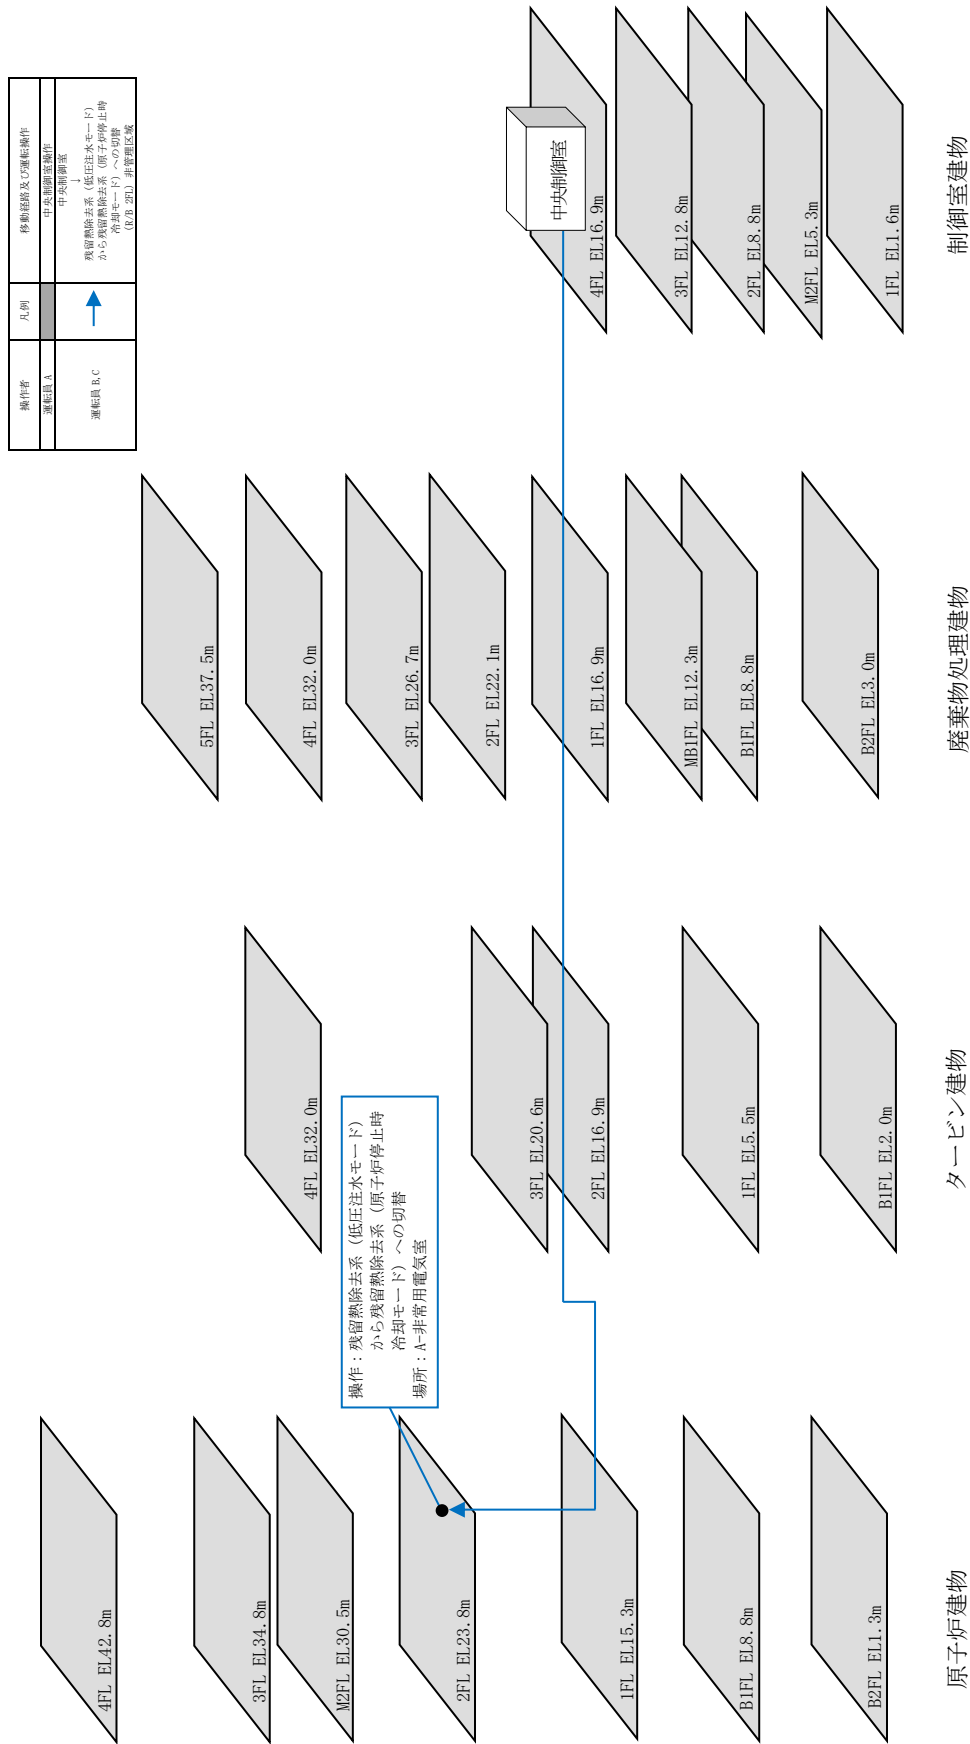 操作者 凡例 移動経路及び運転操作
運転員 A 中央制御室操作
運転員 B,C
中央制御室
↓
残留熱除去系（低圧注水モード）
から残留熱除去系（原子炉停止時
冷却モード）への切替
(R/B 2FL) 非管理区域
4FL EL42.8m
3FL EL34.8m
M2FL EL30.5m
2FL EL23.8m
1FL EL15.3m
B1FL EL8.8m
B2FL EL1.3m
原子炉建物
操作：残留熱除去系（低圧注水モード）
から残留熱除去系（原子炉停止時
冷却モード）への切替
場所：A-非常用電気室
4FL EL32.0m
3FL EL20.6m
2FL EL16.9m
1FL EL5.5m
B1FL EL2.0m
タービン建物
5FL EL37.5m
4FL EL32.0m
3FL EL26.7m
2FL EL22.1m
1FL EL16.9m
MB1FL EL12.3m
B1FL EL8.8m
B2FL EL3.0m
廃棄物処理建物
中央制御室
4FL EL16.9m
3FL EL12.8m
2FL EL8.8m
M2FL EL5.3m
1FL EL1.6m
制御室建物